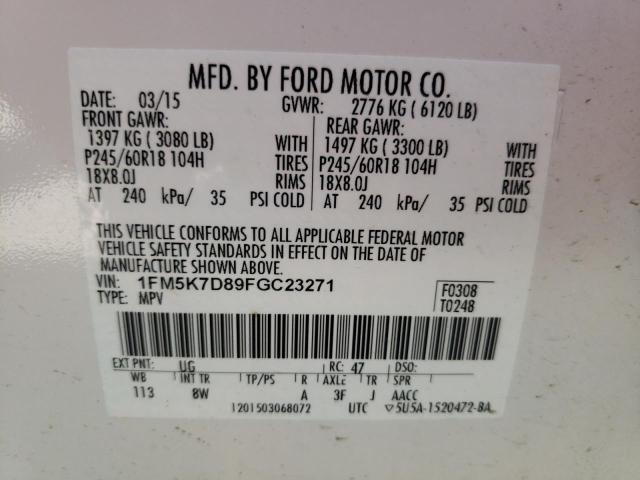 MFD. BY FORD MOTOR CO.
DATE: 03/15 GVWR: 2776 KG ( 6120 LB)
FRONT GAWR: REAR GAWR:
1397 KG ( 3080 LB) WITH 1497 KG ( 3300 LB) WITH
P245/60R18 104H TIRES P245/60R18 104H TIRES
18X8.0J RIMS 18X8.0J RIMS
AT 240 kPa/ 35 PSI COLD AT 240 kPa/ 35 PSI COLD
THIS VEHICLE CONFORMS TO ALL APPLICABLE FEDERAL MOTOR
VEHICLE SAFETY STANDARDS IN EFFECT ON THE DATE OF
MANUFACTURE SHOWN ABOVE.
VIN: 1FM5K7D89FGC23271 F0308
TYPE: MPV T0248
EXT PNT: UG RC: 47 DSO:
WB INT TR TP/PS R AXLE TR SPR
113 8W A 3F J AACC
1201503068072 UTC ▽5U5A-1520472-BA